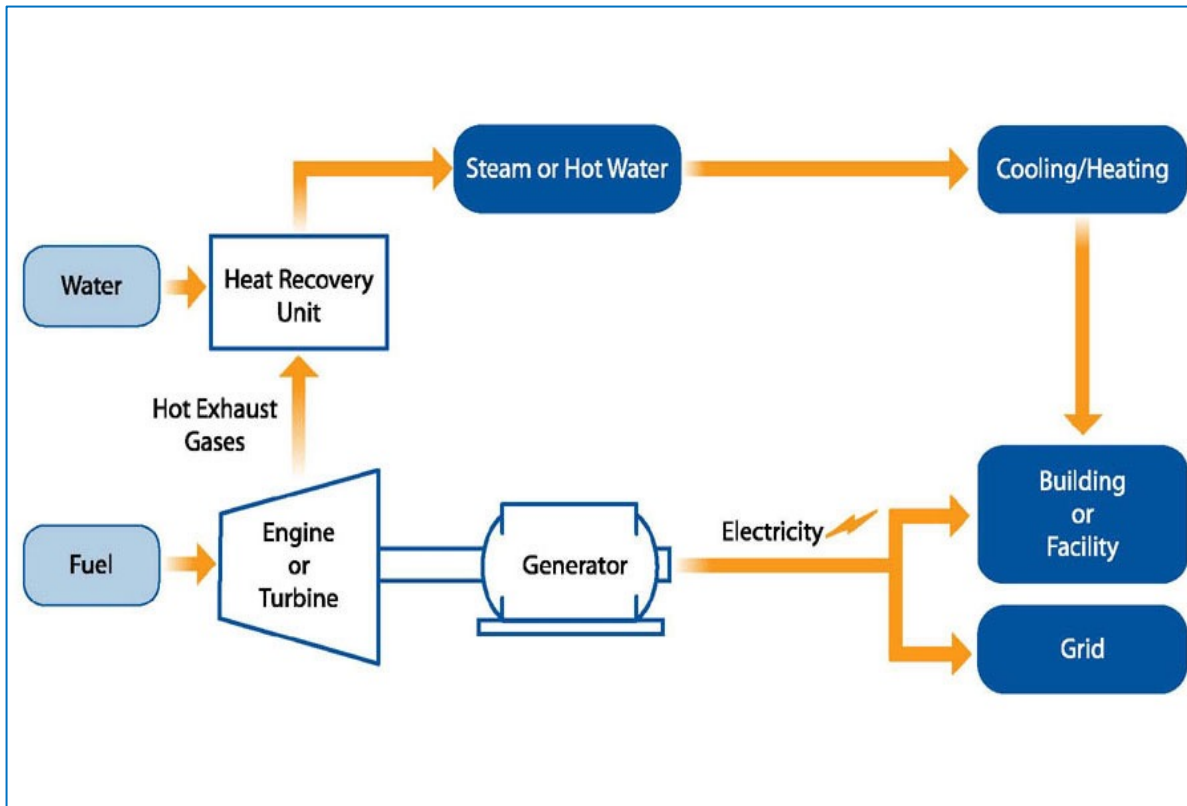 Steam or Hot Water
Cooling/Heating
Water
Heat Recovery
Unit
Hot Exhaust
Gases
Fuel
Engine
or
Turbine
Generator
Electricity
Building
or
Facility
Grid